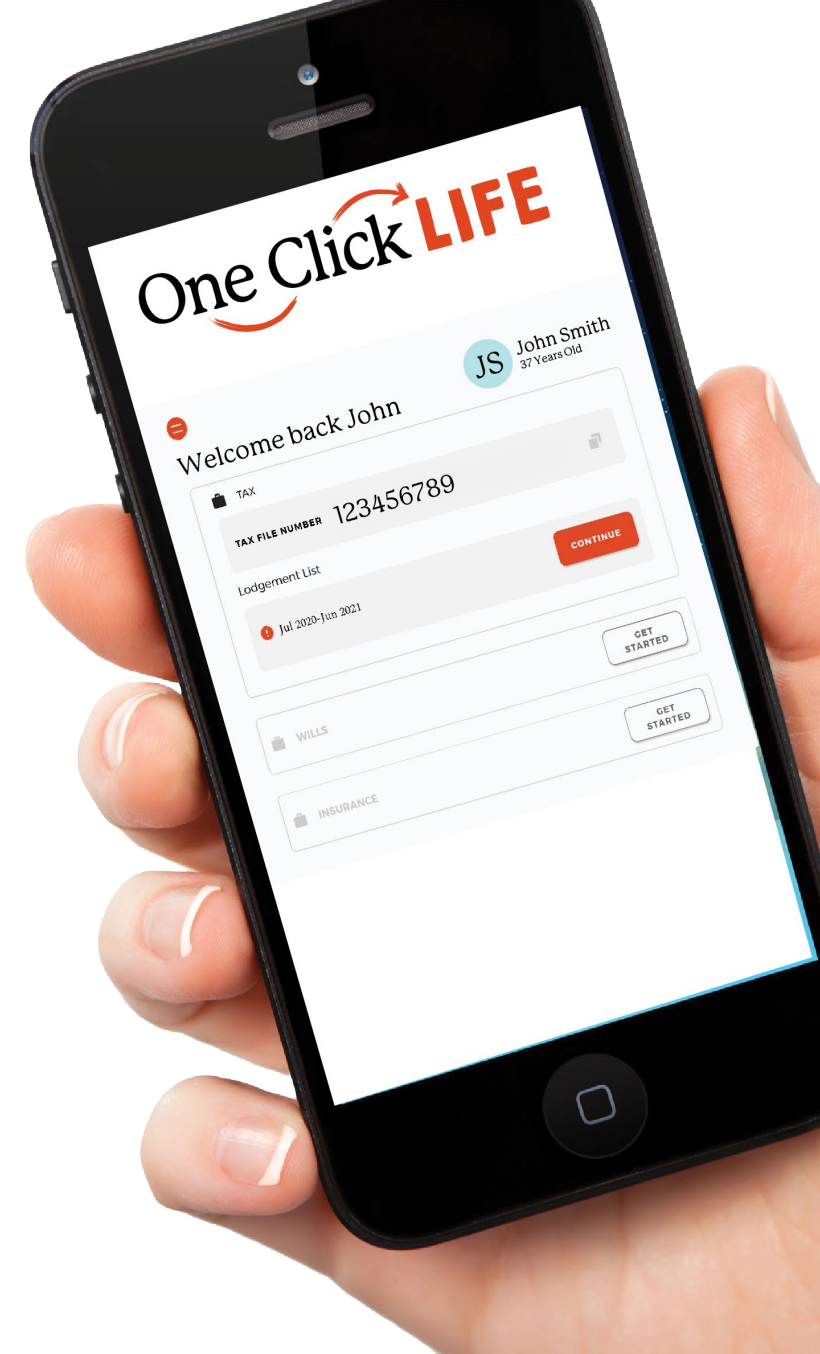 One Click LIFE
JS
John Smith
37 Years Old
Welcome back John
TAX
TAX FILE NUMBER 123456789
Lodgement List
CONTINUE
! Jul 2020-Jun 2021
GET
STARTED
WILLS
GET
STARTED
INSURANCE